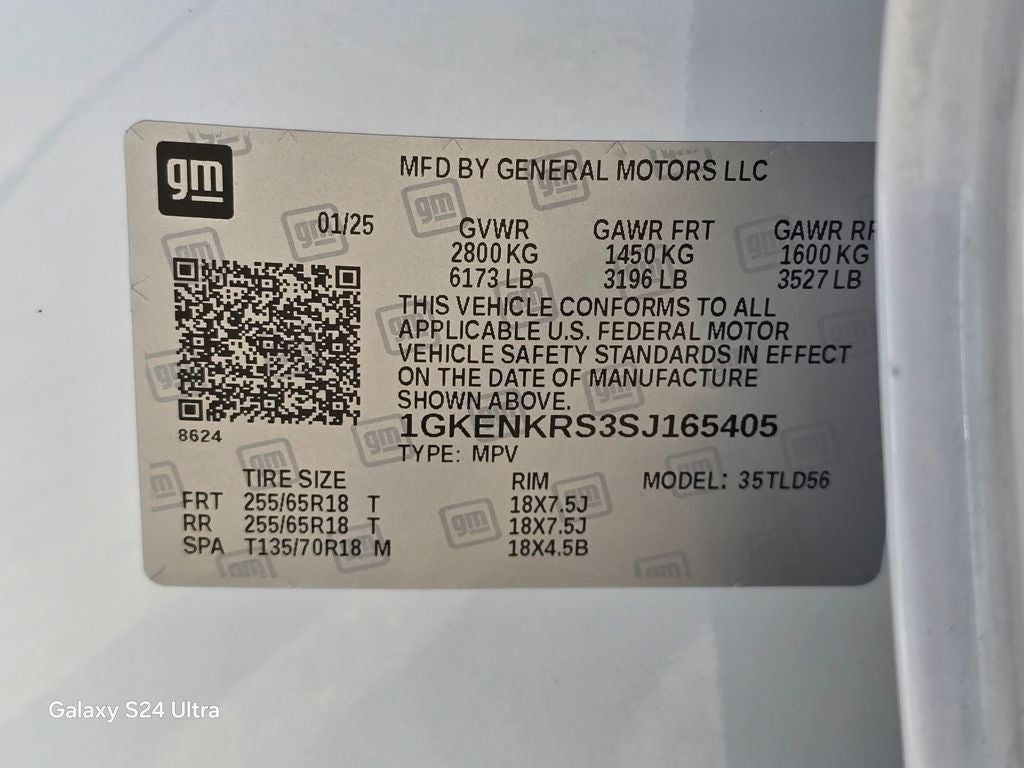 gm
MFD BY GENERAL MOTORS LLC
01/25 GVWR GAWR FRT GAWR
2800 KG 1450 KG 1600 KG
6173 LB 3196 LB 3527 LB
THIS VEHICLE CONFORMS TO ALL
APPLICABLE U.S. FEDERAL MOTOR
VEHICLE SAFETY STANDARDS IN EFFECT
ON THE DATE OF MANUFACTURE
SHOWN ABOVE.
8624
1GKENKRS3SJ165405
TYPE: MPV
TIRE SIZE RIM MODEL: 35TLD56
FRT 255/65R18 T 18X7.5J
RR 255/65R18 T 18X7.5J
SPA T135/70R18 M 18X4.5B
Galaxy S24 Ultra